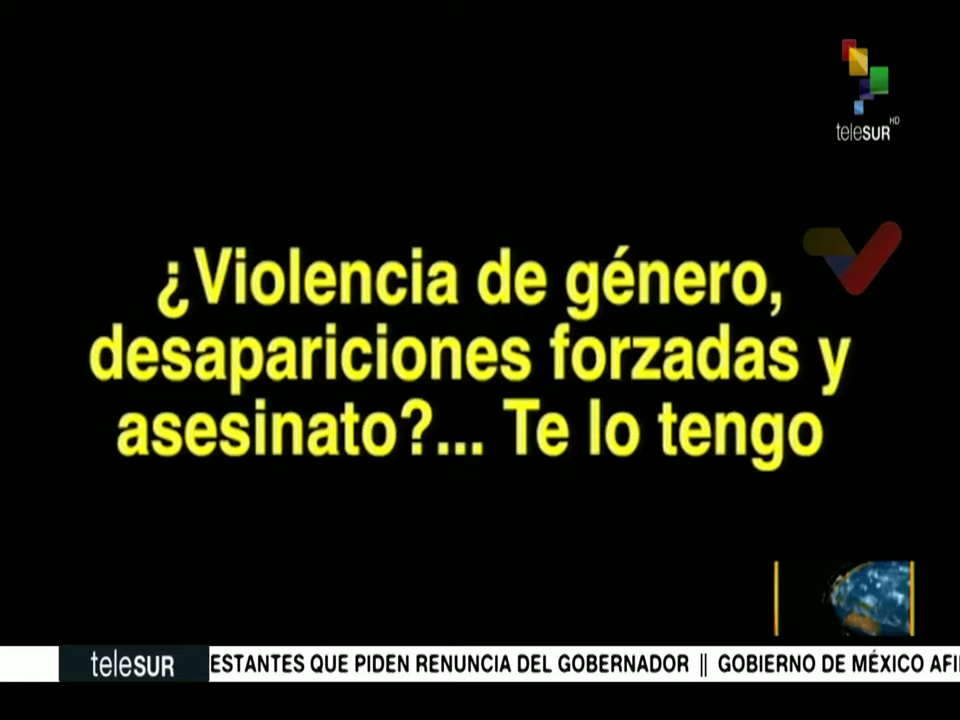 teleSUR HD
¿Violencia de género,
desapariciones forzadas y
asesinato?... Te lo tengo
teleSUR
ESTANTES QUE PIDEN RENUNCIA DEL GOBERNADOR || GOBIERNO DE MÉXICO AFI